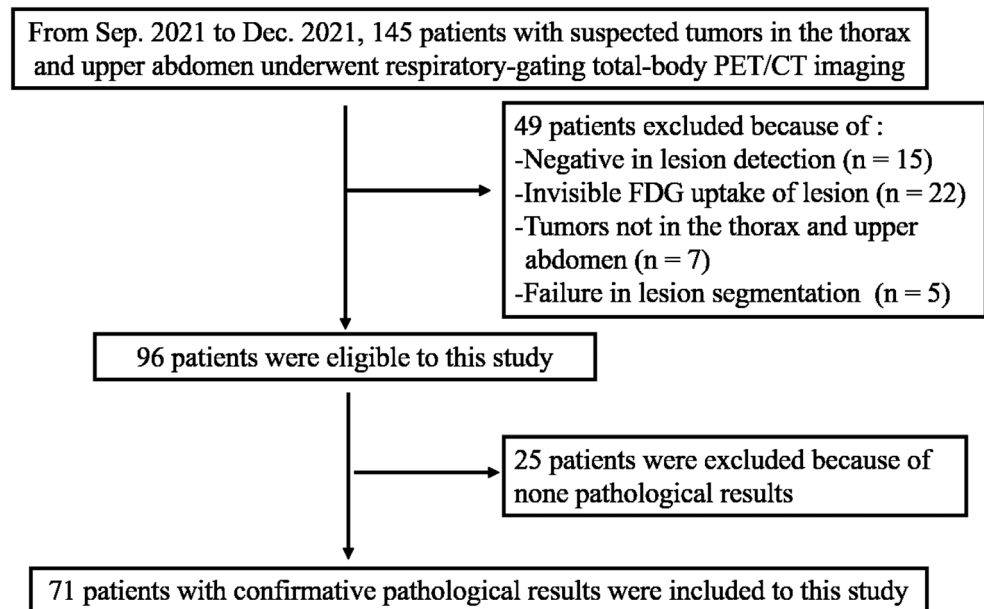 From Sep. 2021 to Dec. 2021, 145 patients with suspected tumors in the thorax
and upper abdomen underwent respiratory-gating total-body PET/CT imaging
49 patients excluded because of :
-Negative in lesion detection (n = 15)
-Invisible FDG uptake of lesion (n = 22)
-Tumors not in the thorax and upper
abdomen (n = 7)
-Failure in lesion segmentation (n = 5)
96 patients were eligible to this study
25 patients were excluded because of
none pathological results
71 patients with confirmative pathological results were included to this study